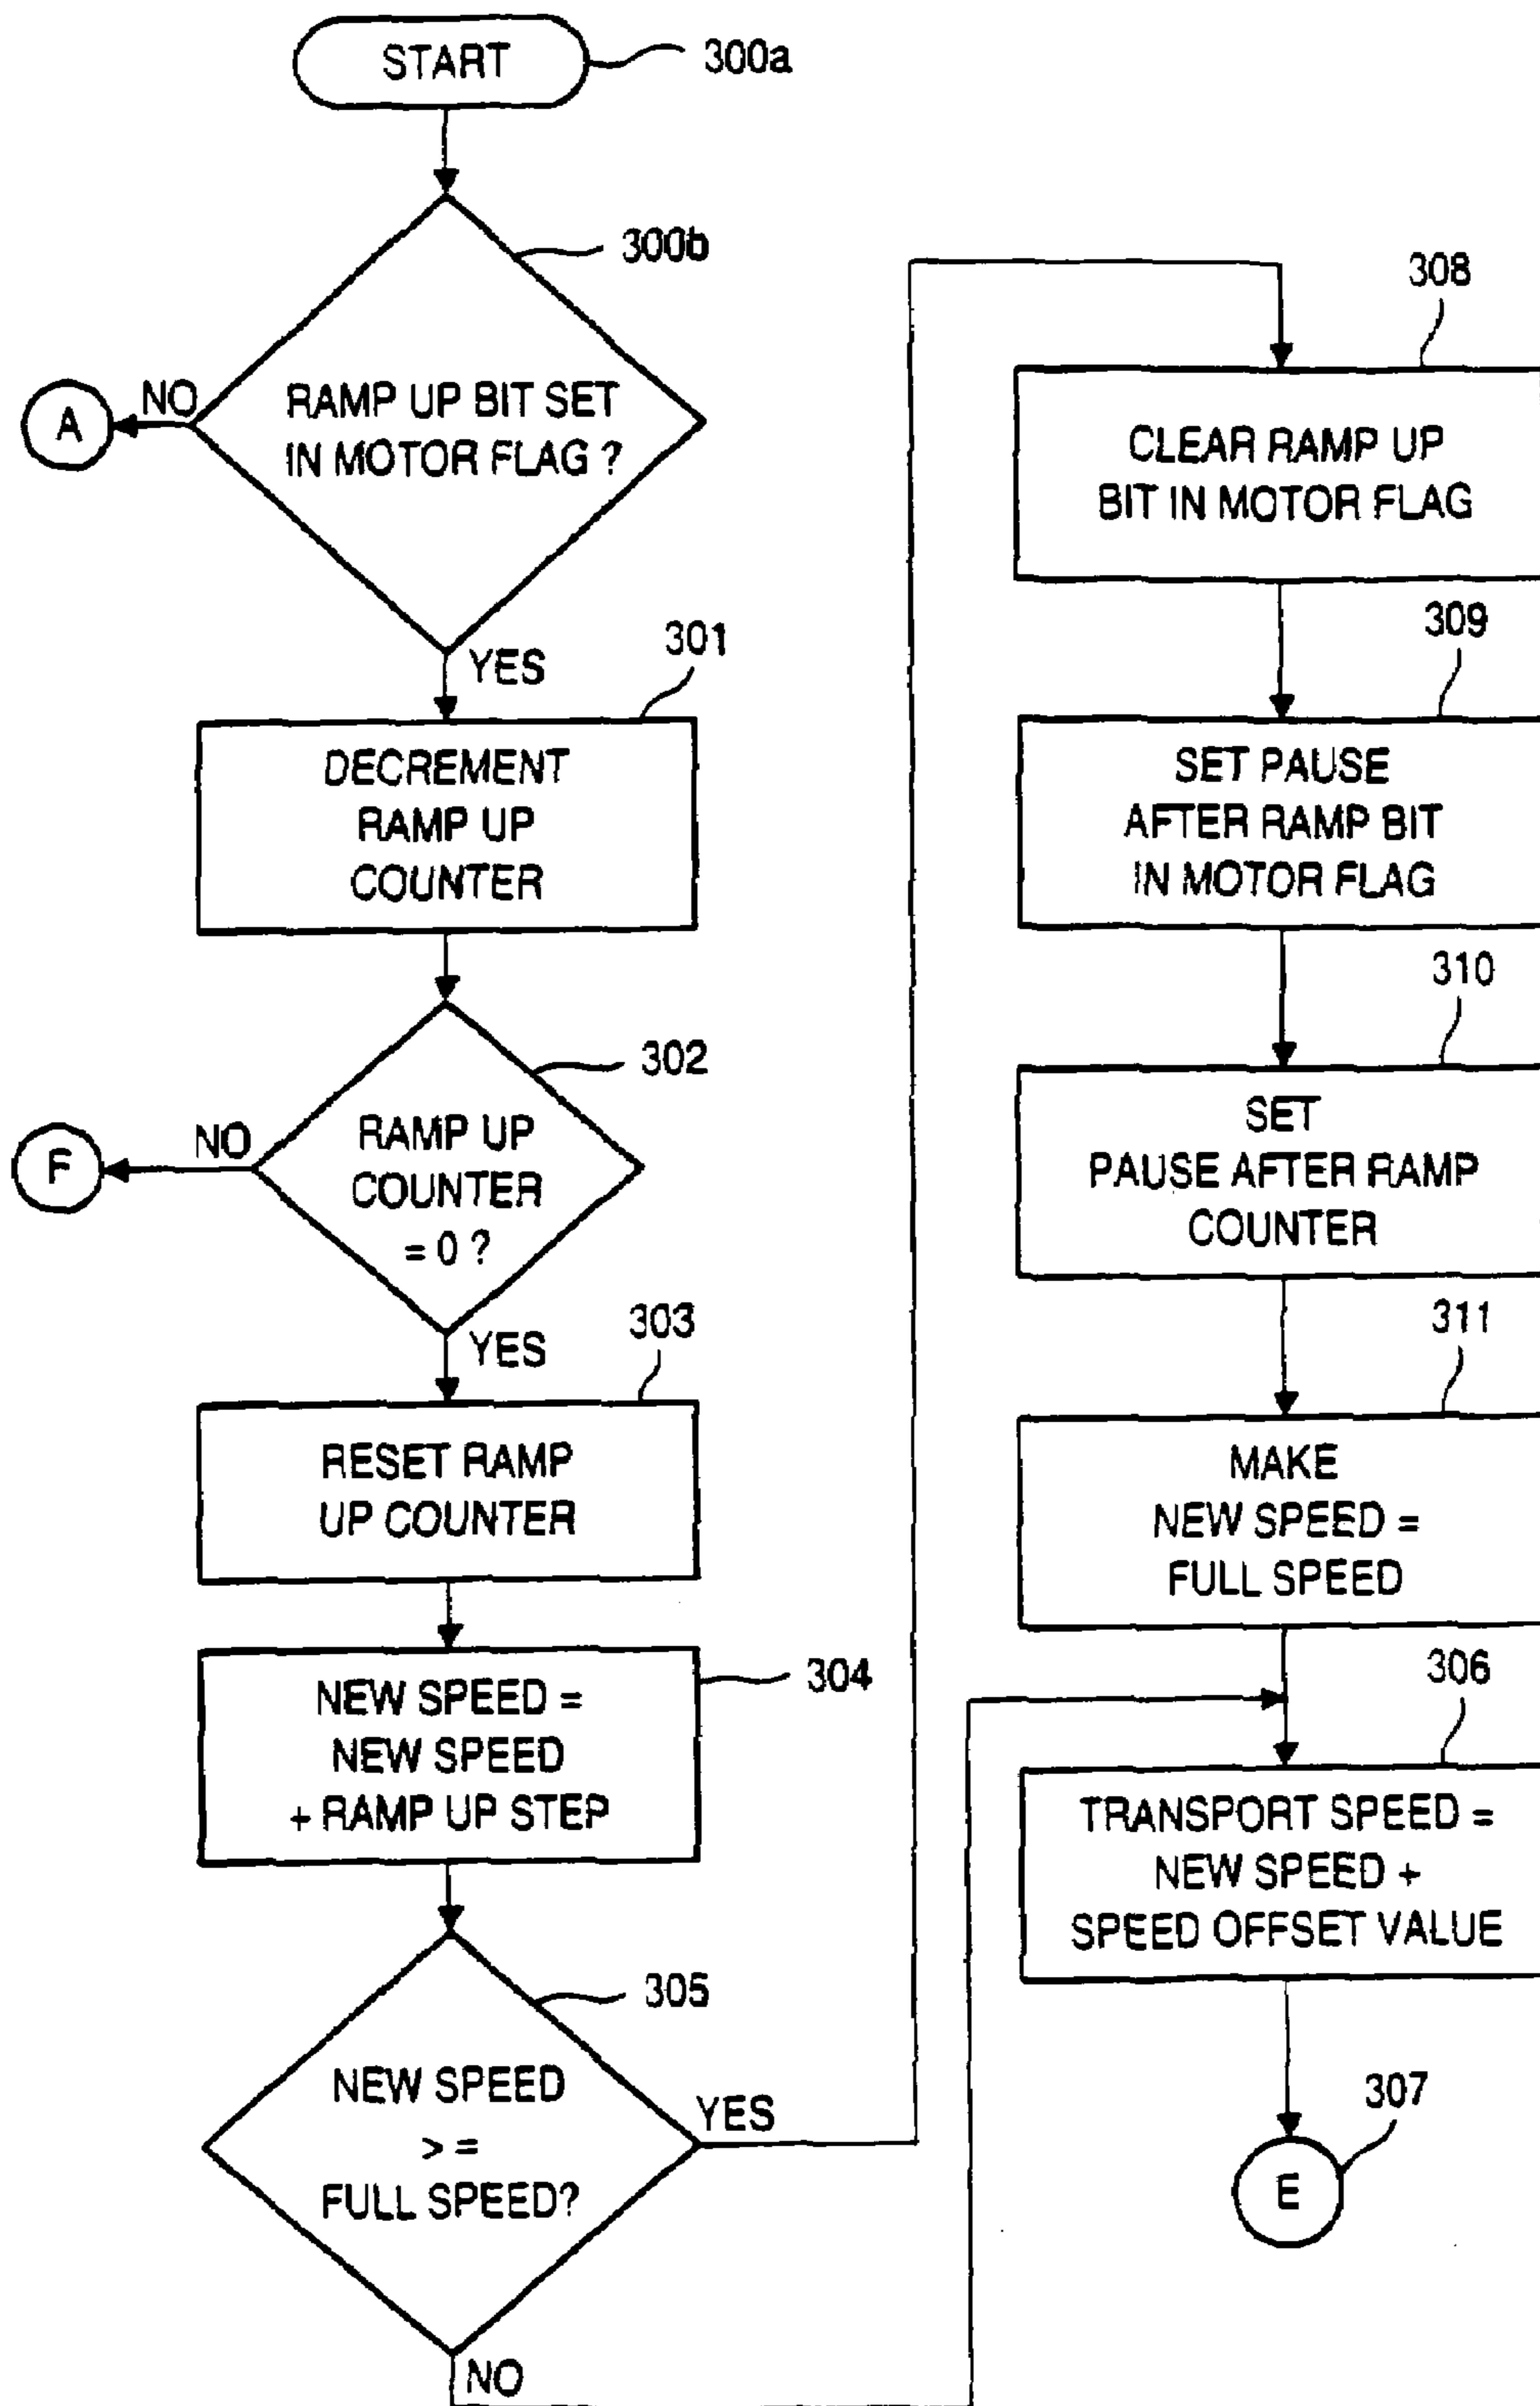 START
300a
300b
RAMP UP BIT SET
IN MOTOR FLAG ?
NO
A
YES
301
DECREMENT
RAMP UP
COUNTER
302
RAMP UP
COUNTER
= 0 ?
NO
F
YES
303
RESET RAMP
UP COUNTER
304
NEW SPEED =
NEW SPEED
+ RAMP UP STEP
305
NEW SPEED
> =
FULL SPEED?
YES
NO
308
CLEAR RAMP UP
BIT IN MOTOR FLAG
309
SET PAUSE
AFTER RAMP BIT
IN MOTOR FLAG
310
SET
PAUSE AFTER RAMP
COUNTER
311
MAKE
NEW SPEED =
FULL SPEED
306
TRANSPORT SPEED =
NEW SPEED +
SPEED OFFSET VALUE
307
E